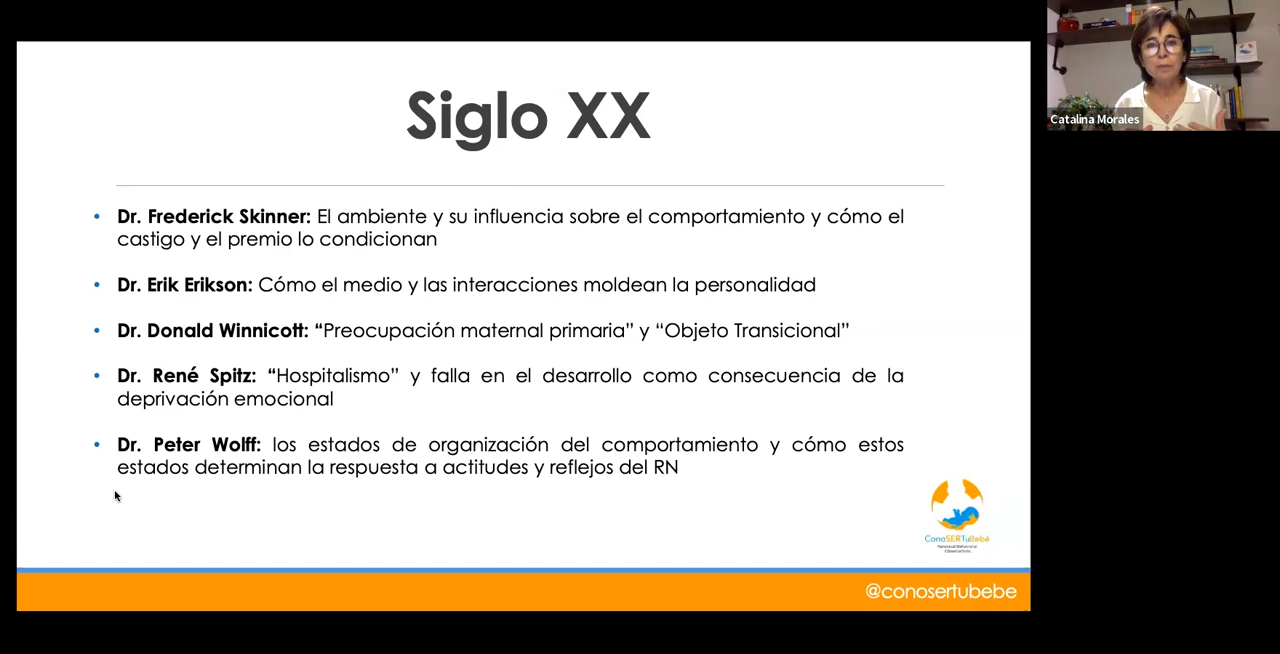 Siglo XX
• Dr. Frederick Skinner: El ambiente y su influencia sobre el comportamiento y cómo el
castigo y el premio lo condicionan
• Dr. Erik Erikson: Cómo el medio y las interacciones moldean la personalidad
• Dr. Donald Winnicott: “Preocupación maternal primaria” y “Objeto Transicional”
• Dr. René Spitz: “Hospitalismo” y falla en el desarrollo como consecuencia de la
deprivación emocional
• Dr. Peter Wolff: los estados de organización del comportamiento y cómo estos
estados determinan la respuesta a actitudes y reflejos del RN
ConoSERTuBebé
Neonatal Behavioral
Observations
@conosertubebe
Catalina Morales